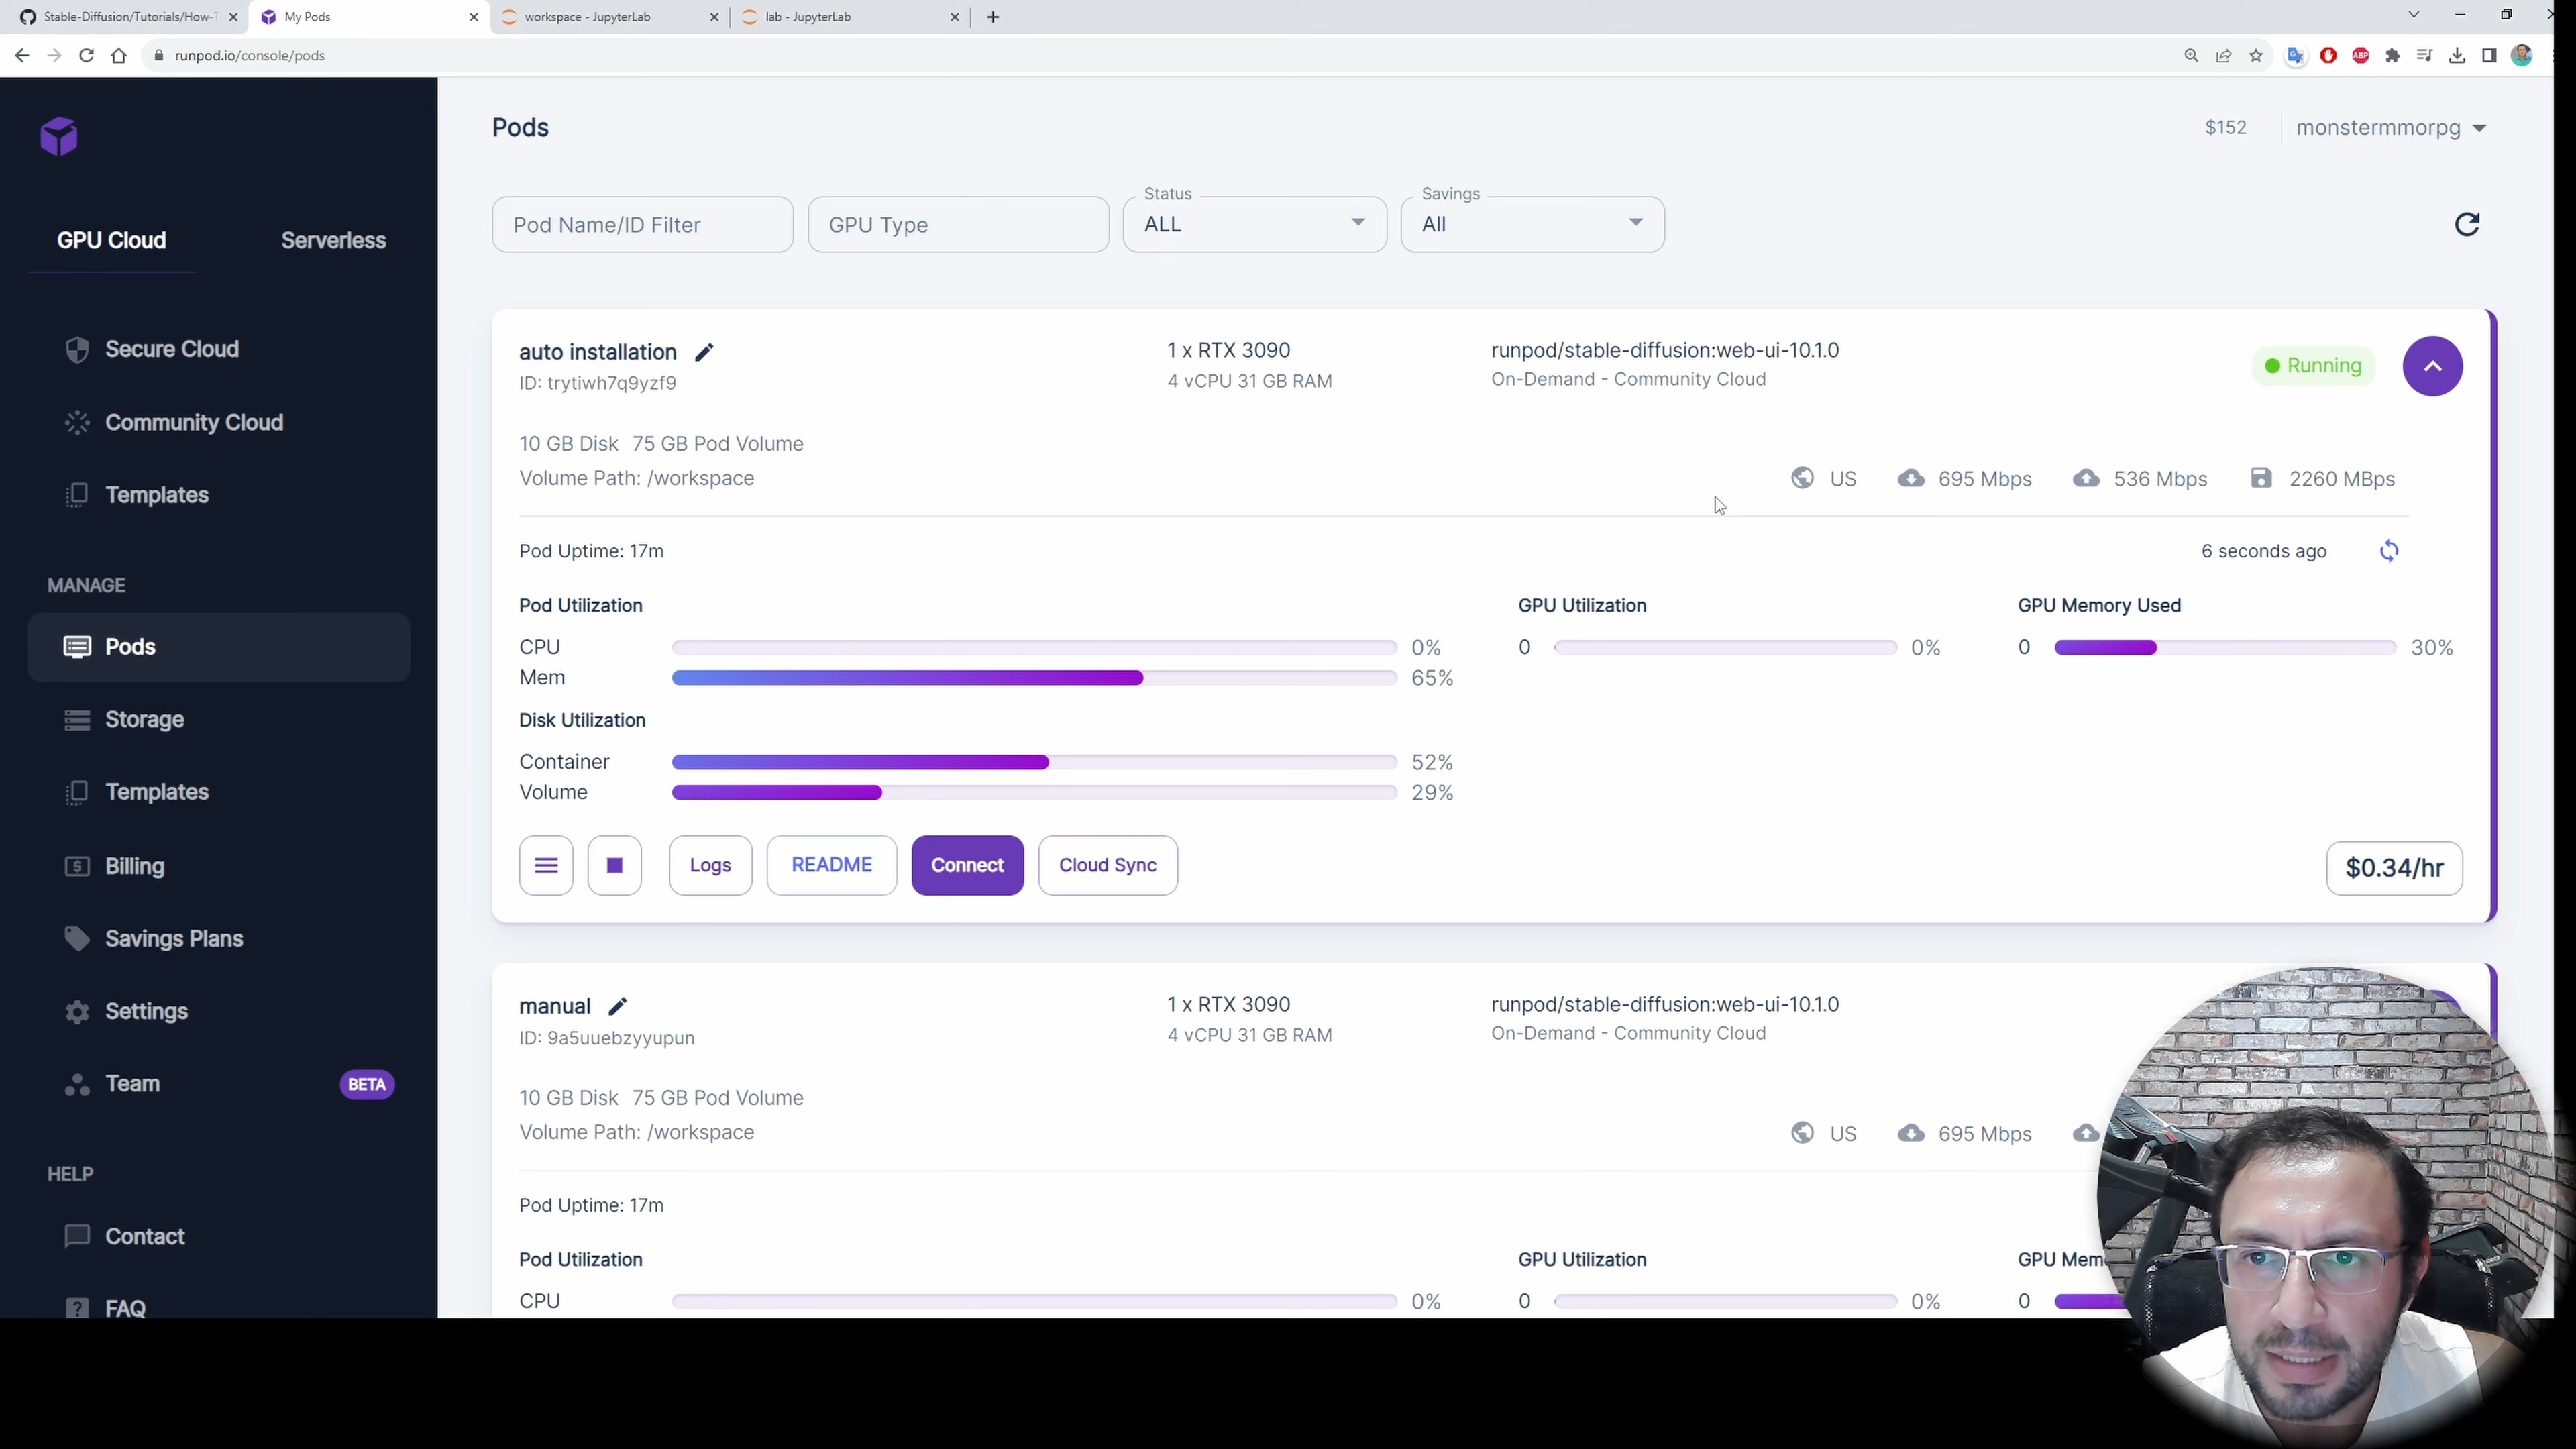 Stable-Diffusion/Tutorials/How-T
My Pods
workspace - JupyterLab
lab - JupyterLab
runpod.io/console/pods
ABP
GPU Cloud
Serverless
Secure Cloud
Community Cloud
Templates
MANAGE
Pods
Storage
Templates
Billing
Savings Plans
Settings
Team
BETA
HELP
Contact
FAQ
Pods
$152
monstermmorpg
Pod Name/ID Filter
GPU Type
Status
ALL
Savings
All
auto installation
ID: trytiwh7q9yzf9
1 x RTX 3090
4 vCPU 31 GB RAM
runpod/stable-diffusion:web-ui-10.1.0
On-Demand - Community Cloud
Running
10 GB Disk 75 GB Pod Volume
Volume Path: /workspace
US
695 Mbps
536 Mbps
2260 MBps
Pod Uptime: 17m
6 seconds ago
Pod Utilization
CPU
0%
Mem
65%
GPU Utilization
0
0%
GPU Memory Used
0
30%
Disk Utilization
Container
52%
Volume
29%
Logs
README
Connect
Cloud Sync
$0.34/hr
manual
ID: 9a5uuebzyyupun
1 x RTX 3090
4 vCPU 31 GB RAM
runpod/stable-diffusion:web-ui-10.1.0
On-Demand - Community Cloud
10 GB Disk 75 GB Pod Volume
Volume Path: /workspace
US
695 Mbps
Pod Uptime: 17m
Pod Utilization
CPU
0%
GPU Utilization
0
0%
GPU Mem
0